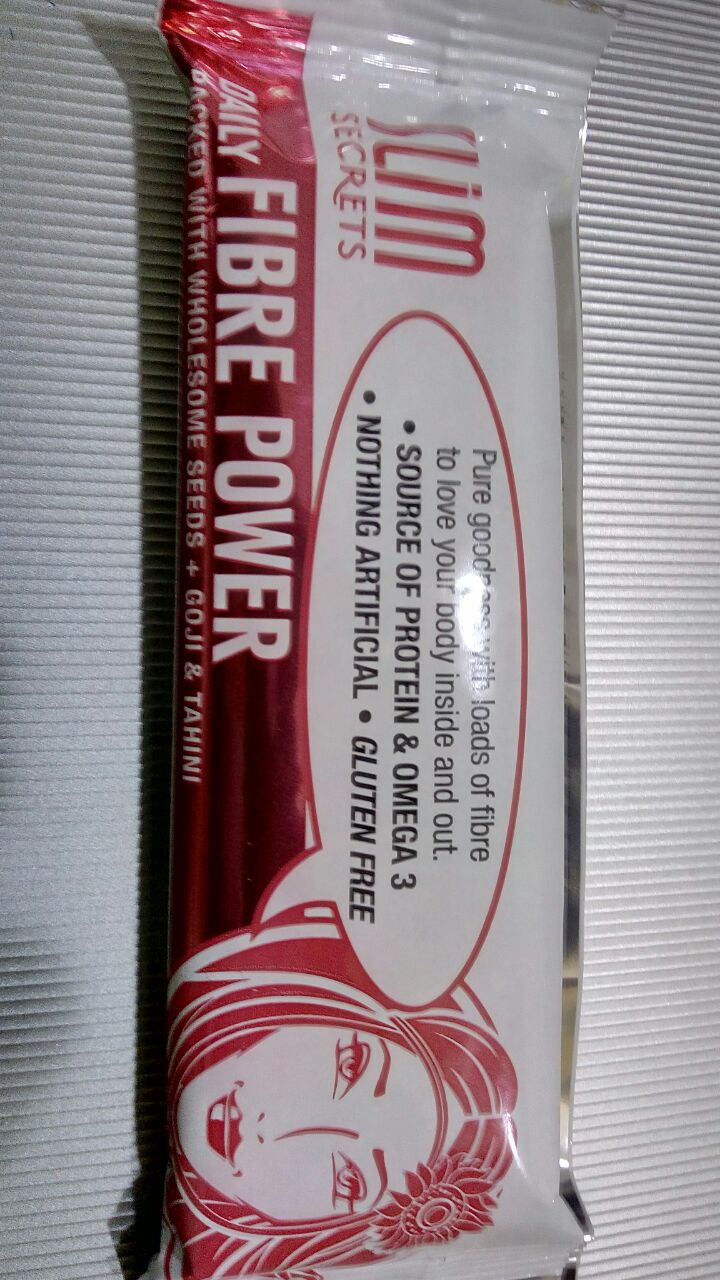 SLiM
SECRETS
Pure goodness with loads of fibre
to love your body inside and out.
• SOURCE OF PROTEIN & OMEGA 3
• NOTHING ARTIFICIAL • GLUTEN FREE
DAILY FIBRE POWER
PACKED WITH WHOLESOME SEEDS + GOJI & TAHINI